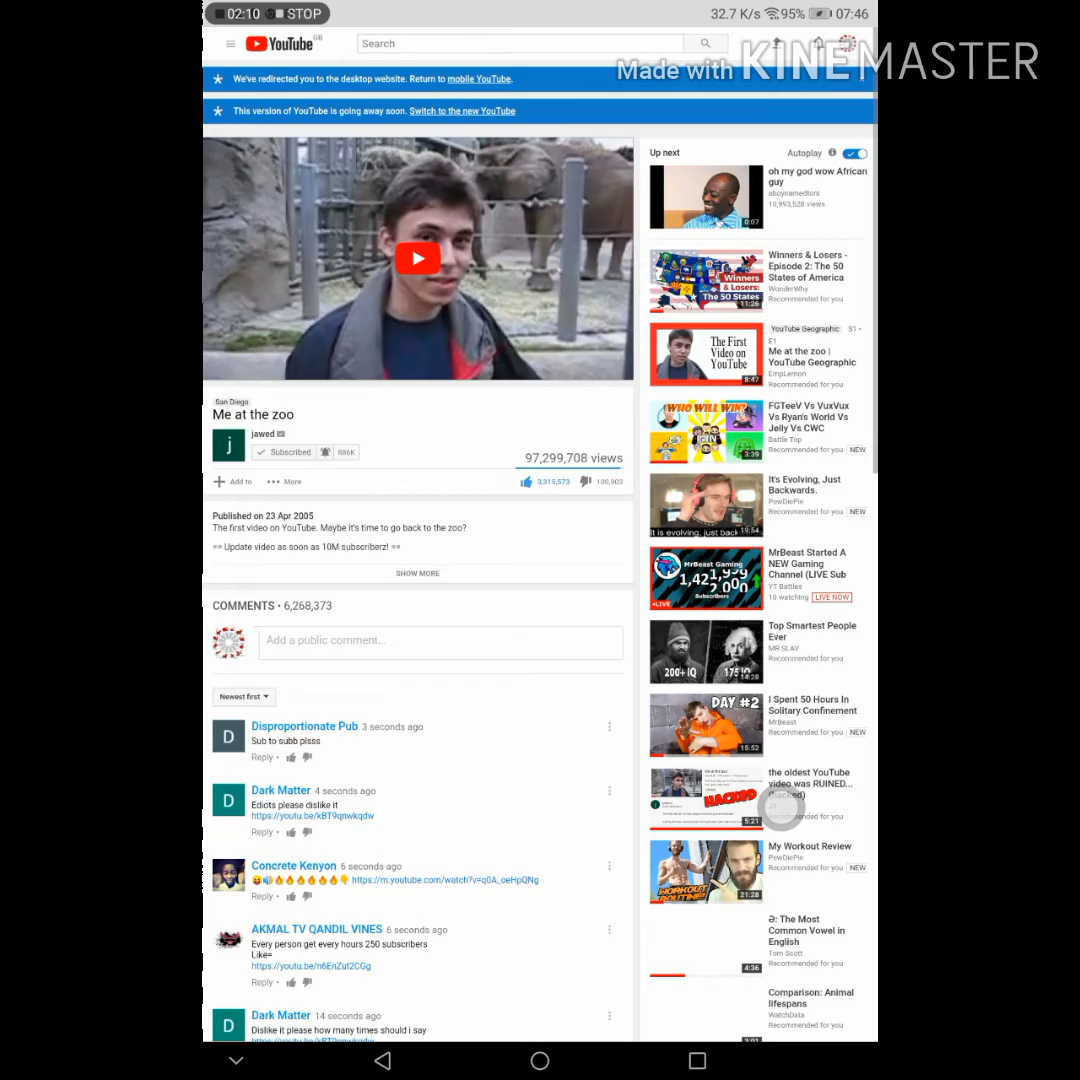 02:10 STOP
32.7 K/s 95% 07:46
YouTube GB
Search
Made with KINEMASTER
We've redirected you to the desktop website. Return to mobile YouTube.
This version of YouTube is going away soon. Switch to the new YouTube
San Diego
Me at the zoo
j
jawed
Subscribed 886K
97,299,708 views
Add to
More
3,315,573
100,903
Published on 23 Apr 2005
The first video on YouTube. Maybe it's time to go back to the zoo?
== Update video as soon as 10M subscriberz! ==
SHOW MORE
COMMENTS • 6,268,373
Add a public comment...
Newest first
D
Disproportionate Pub 3 seconds ago
Sub to subb plsss
Reply •
D
Dark Matter 4 seconds ago
Ediots please dislike it
https://youtu.be/kBT9qnwkqdw
Reply •
Concrete Kenyon 6 seconds ago
😝🔊🔥🔥🔥🔥🔥🔥👇 https://m.youtube.com/watch?v=q0A_oeHpQNg
Reply •
AKMAL TV QANDIL VINES 6 seconds ago
Every person get every hours 250 subscribers
Like=
https://youtu.be/n6EnZut2CGg
Reply •
D
Dark Matter 14 seconds ago
Dislike it please how many times should i say
Up next
Autoplay
0:07
oh my god wow African
guy
aboynamedtoni
10,993,528 views
Winners
& Losers:
The 50 States
11:26
Winners & Losers -
Episode 2: The 50
States of America
WonderWhy
Recommended for you
The First
Video on
YouTube
8:47
YouTube Geographic S1 •
E1
Me at the zoo |
YouTube Geographic
EmpLemon
Recommended for you
WHO WILL WIN?
3:39
FGTeeV Vs VuxVux
Vs Ryan's World Vs
Jelly Vs CWC
Battle Top
Recommended for you NEW
It is evolving, just back
19:54
It's Evolving, Just
Backwards.
PewDiePie
Recommended for you NEW
MrBeast Gaming
Subscribers
LIVE
MrBeast Started A
NEW Gaming
Channel (LIVE Sub
YT Battles
10 watching LIVE NOW
200+ IQ
175 IQ
14:28
Top Smartest People
Ever
MR SLAV
Recommended for you
DAY #2
15:52
I Spent 50 Hours In
Solitary Confinement
MrBeast
Recommended for you NEW
HACKED
5:21
the oldest YouTube
video was RUINED...
(hacked)
WORKOUT
ROUTINE
21:28
My Workout Review
PewDiePie
Recommended for you NEW
4:36
Ə: The Most
Common Vowel in
English
Tom Scott
Recommended for you
Comparison: Animal
lifespans
WatchData
Recommended for you